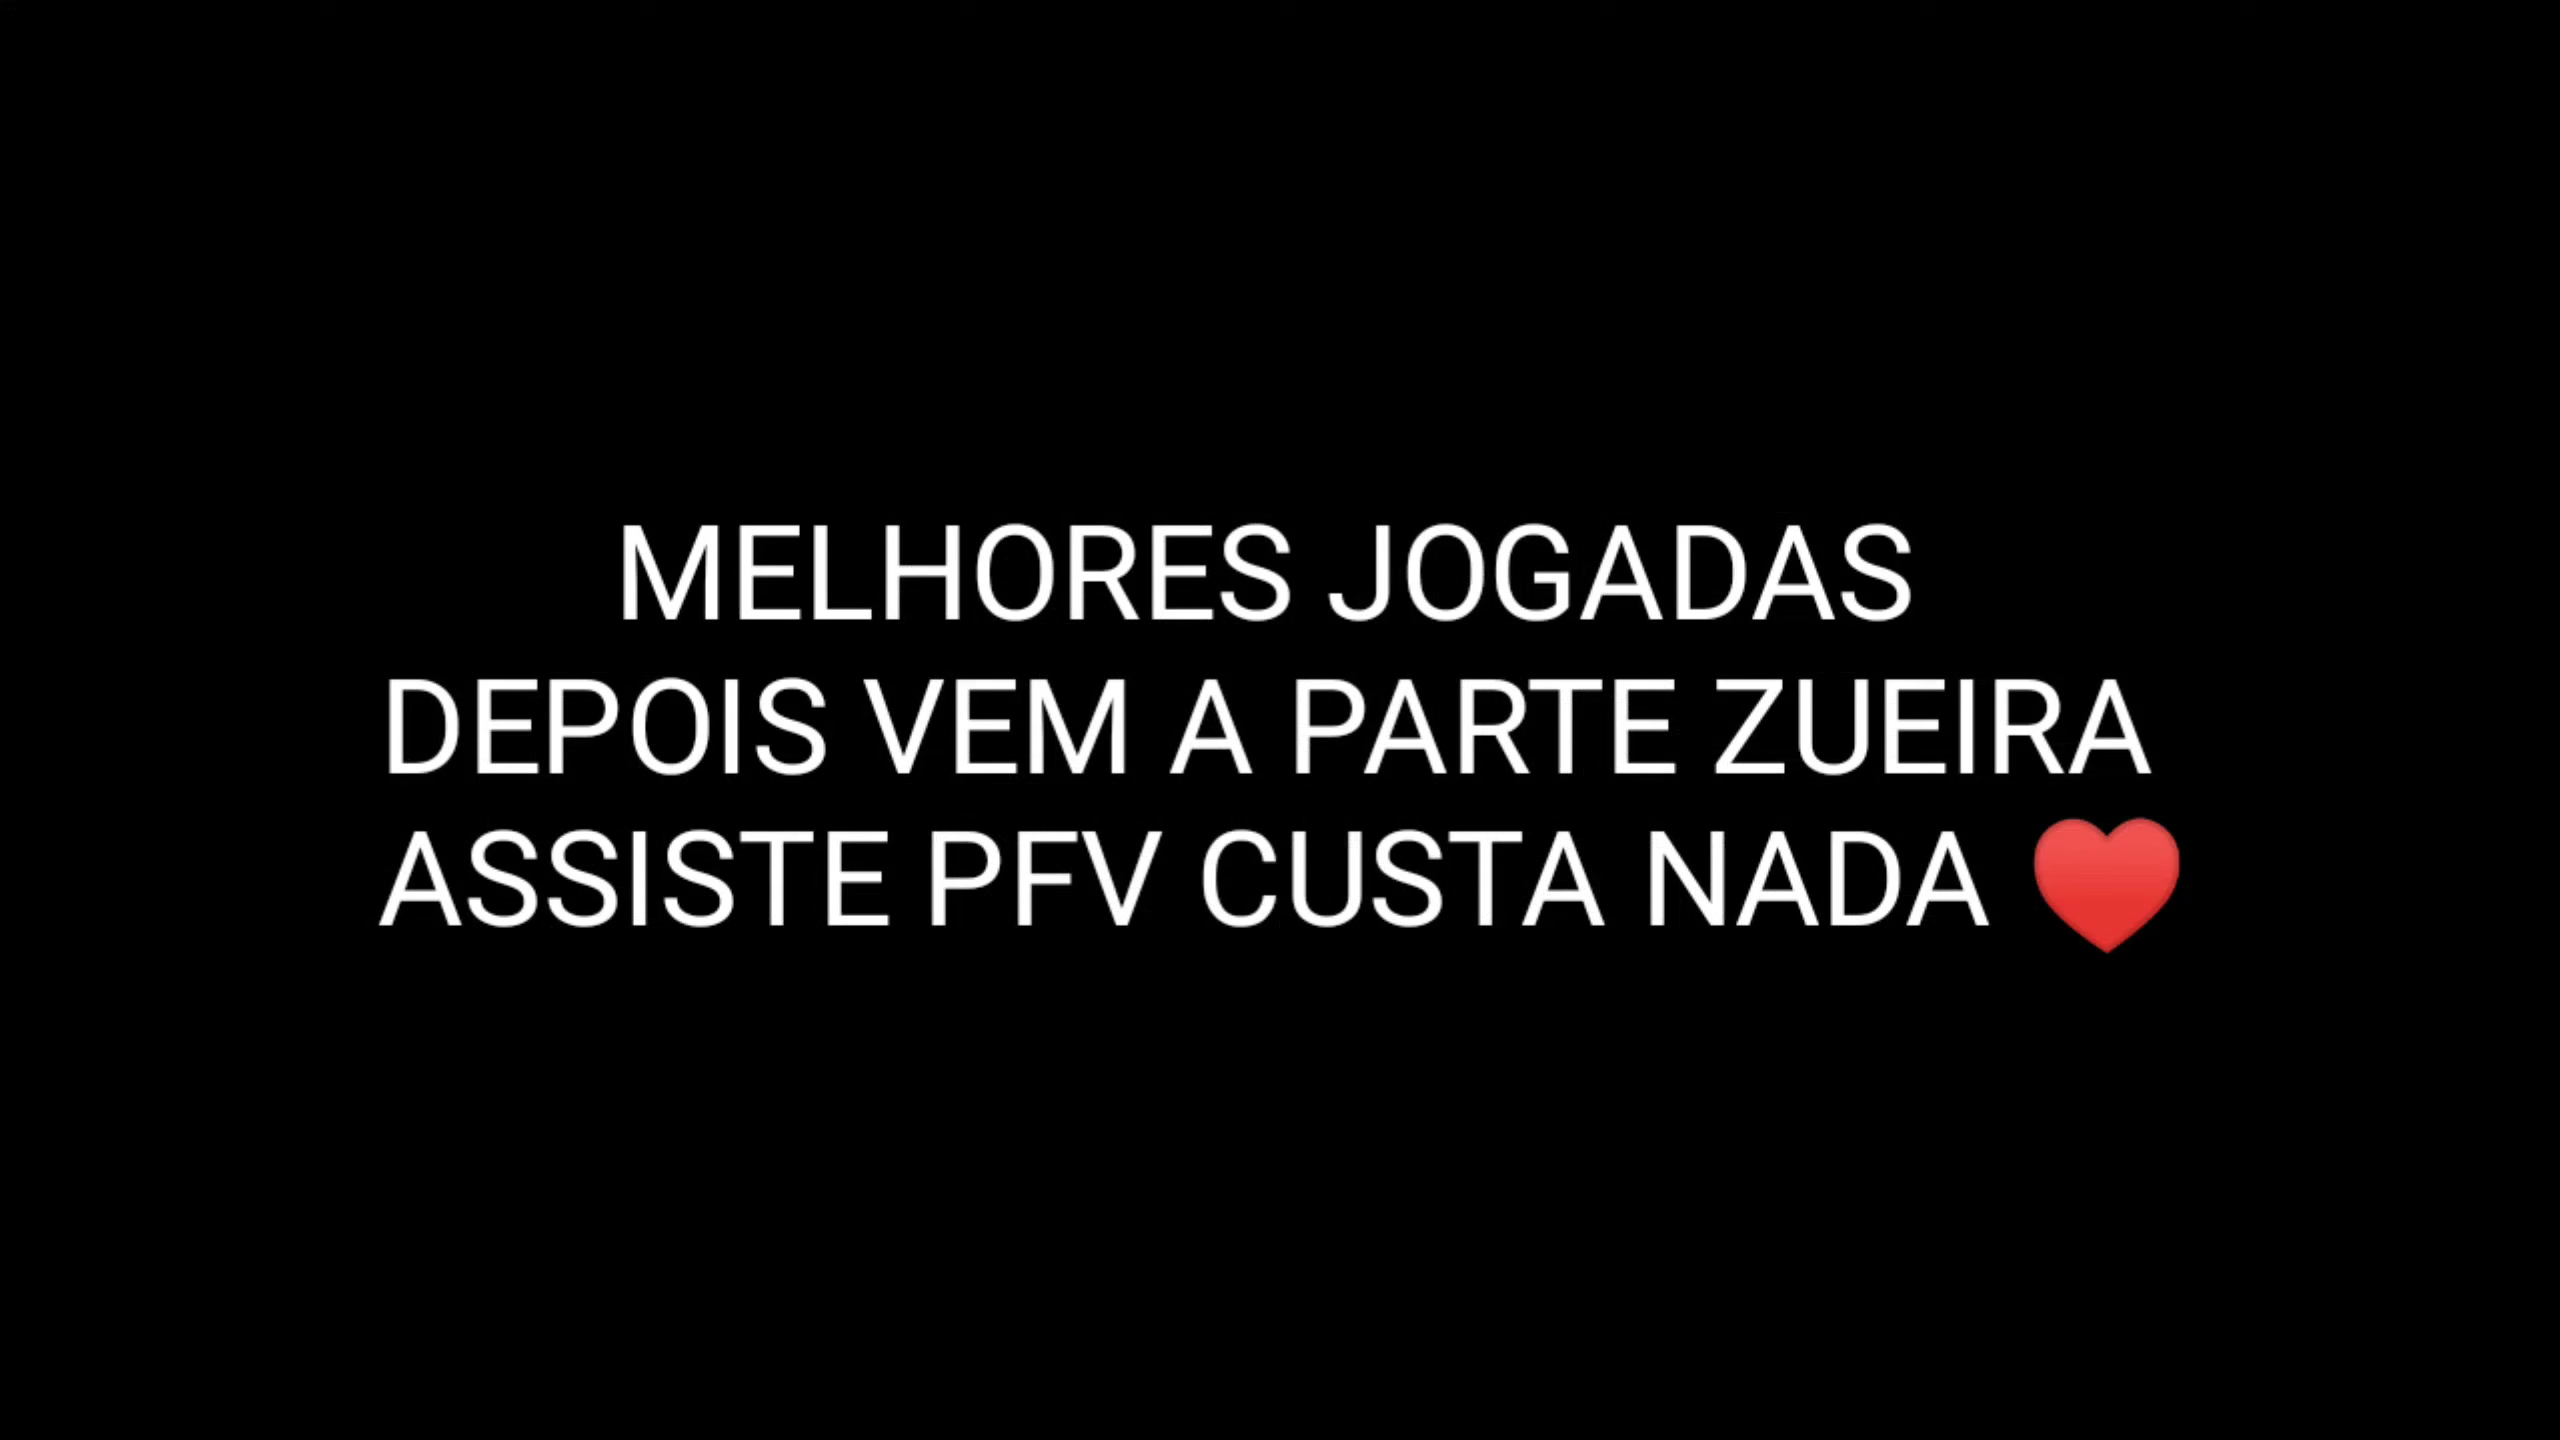 MELHORES JOGADAS
DEPOIS VEM A PARTE ZUEIRA
ASSISTE PFV CUSTA NADA ♥️